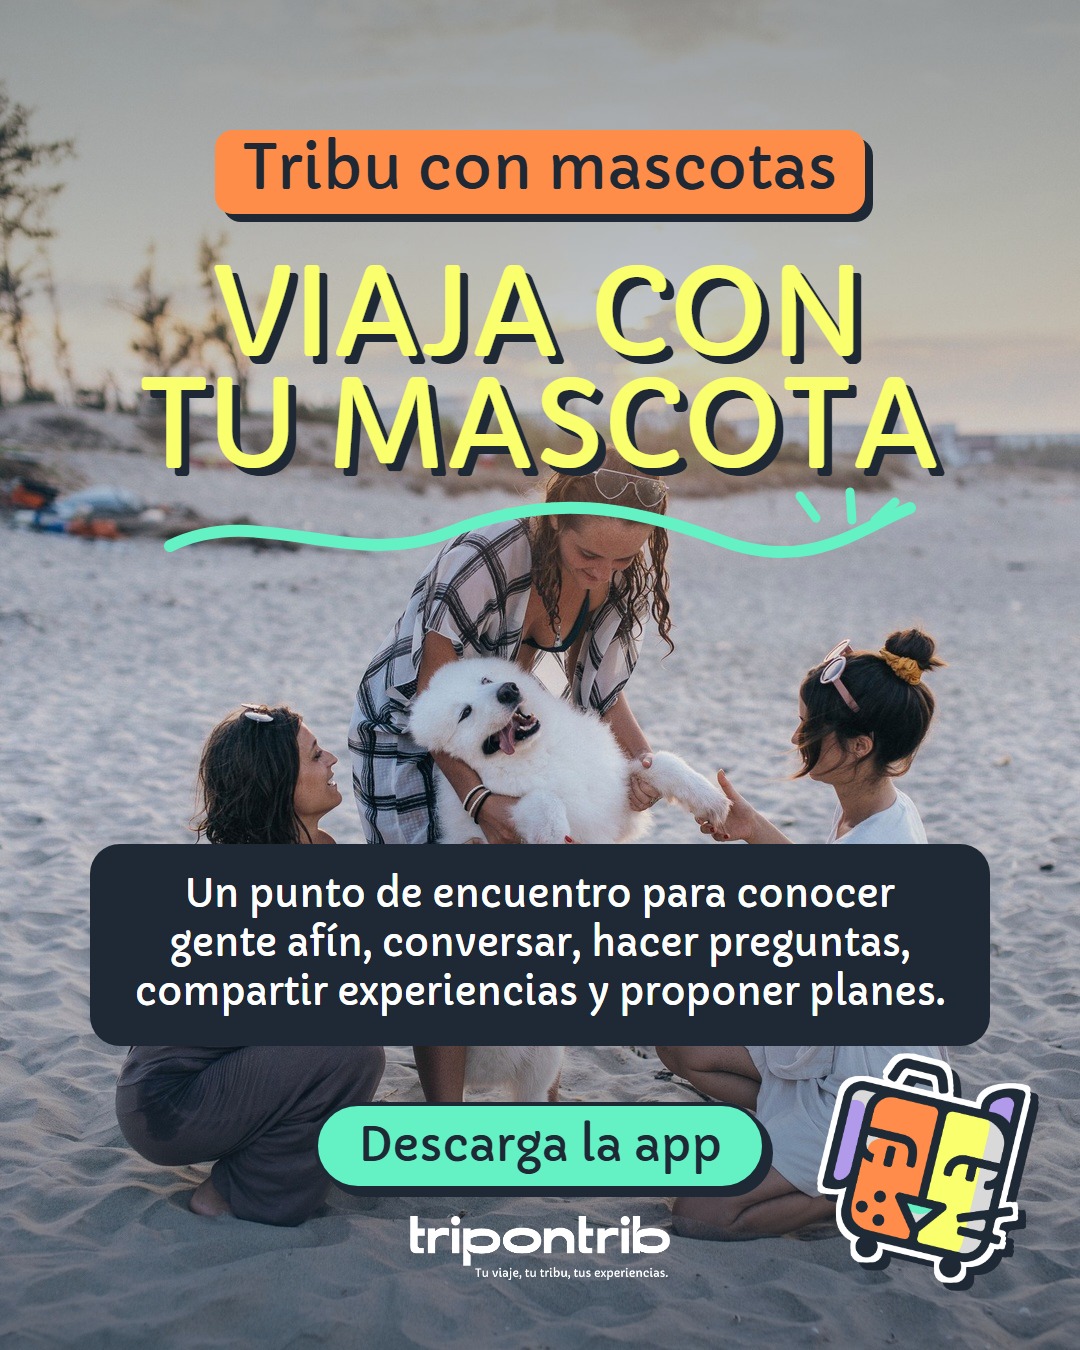 Tribu con mascotas
VIAJA CON
TU MASCOTA
Un punto de encuentro para conocer
gente afín, conversar, hacer preguntas,
compartir experiencias y proponer planes.
Descarga la app
tripontrib
Tu viaje, tu tribu, tus experiencias.